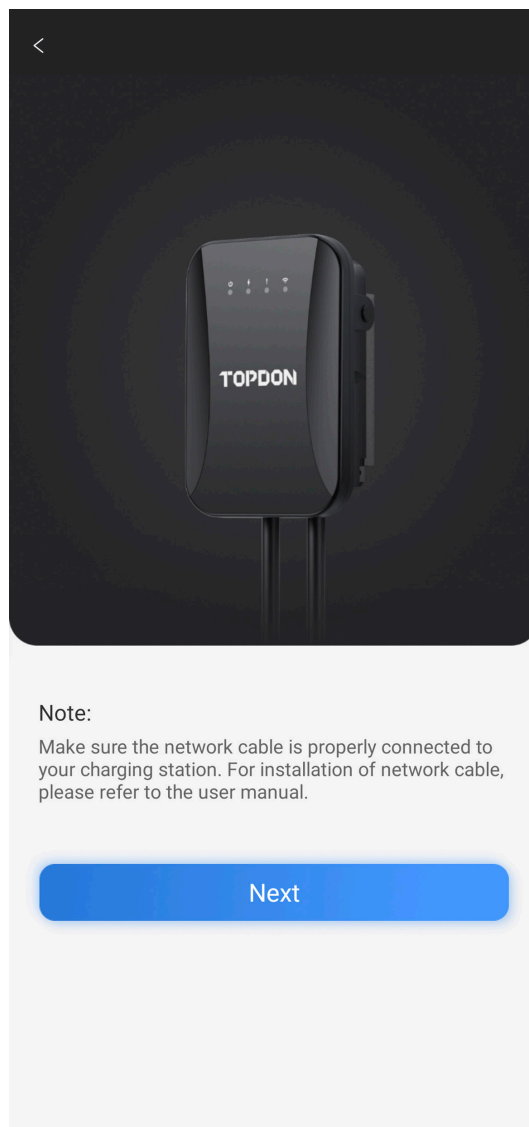 TOPDON
Note:
Make sure the network cable is properly connected to
your charging station. For installation of network cable,
please refer to the user manual.
Next